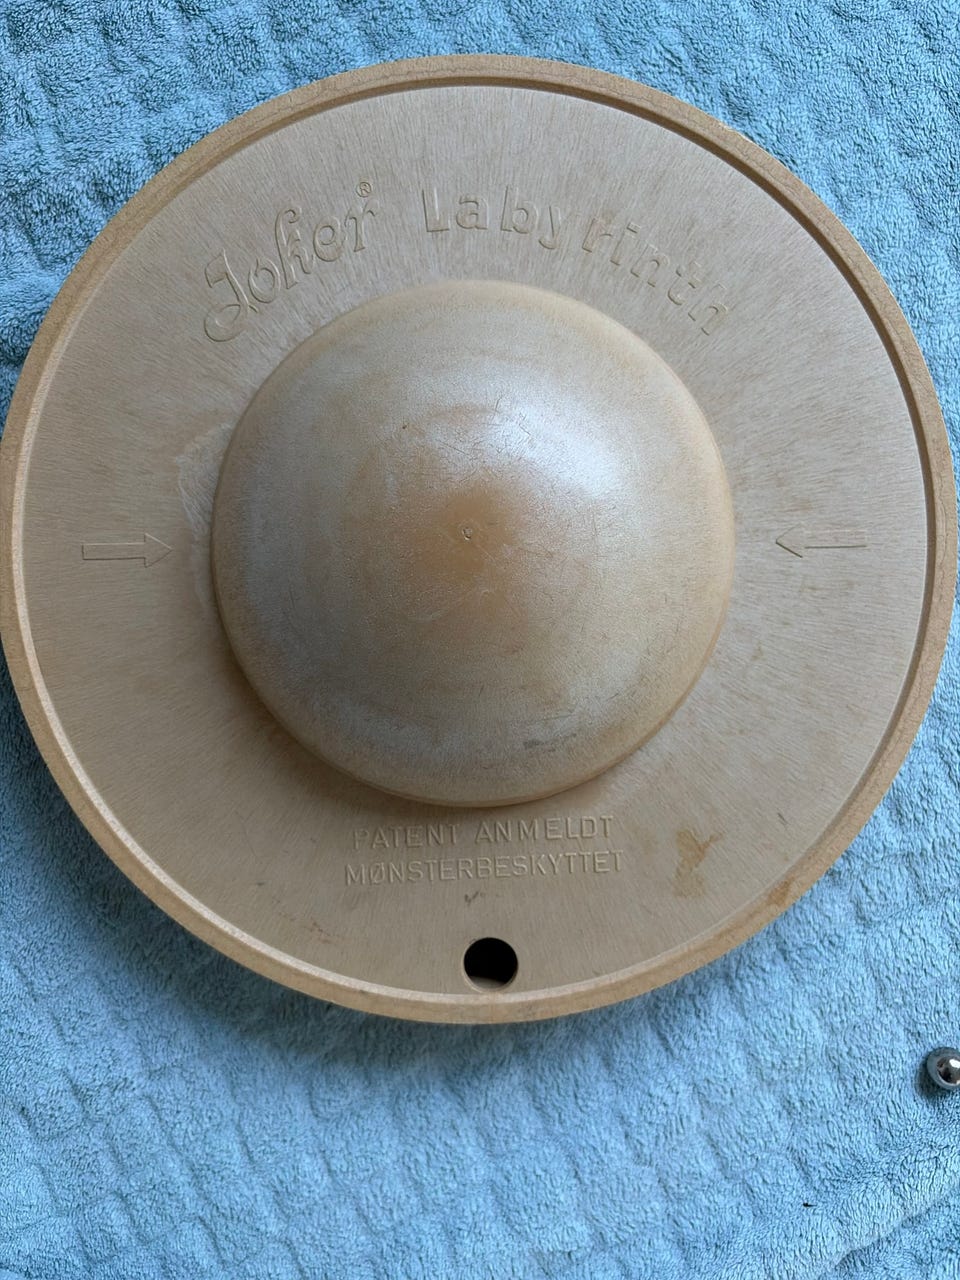 Joker® Labyrinth
PATENT ANMELDT
MØNSTERBESKYTTET